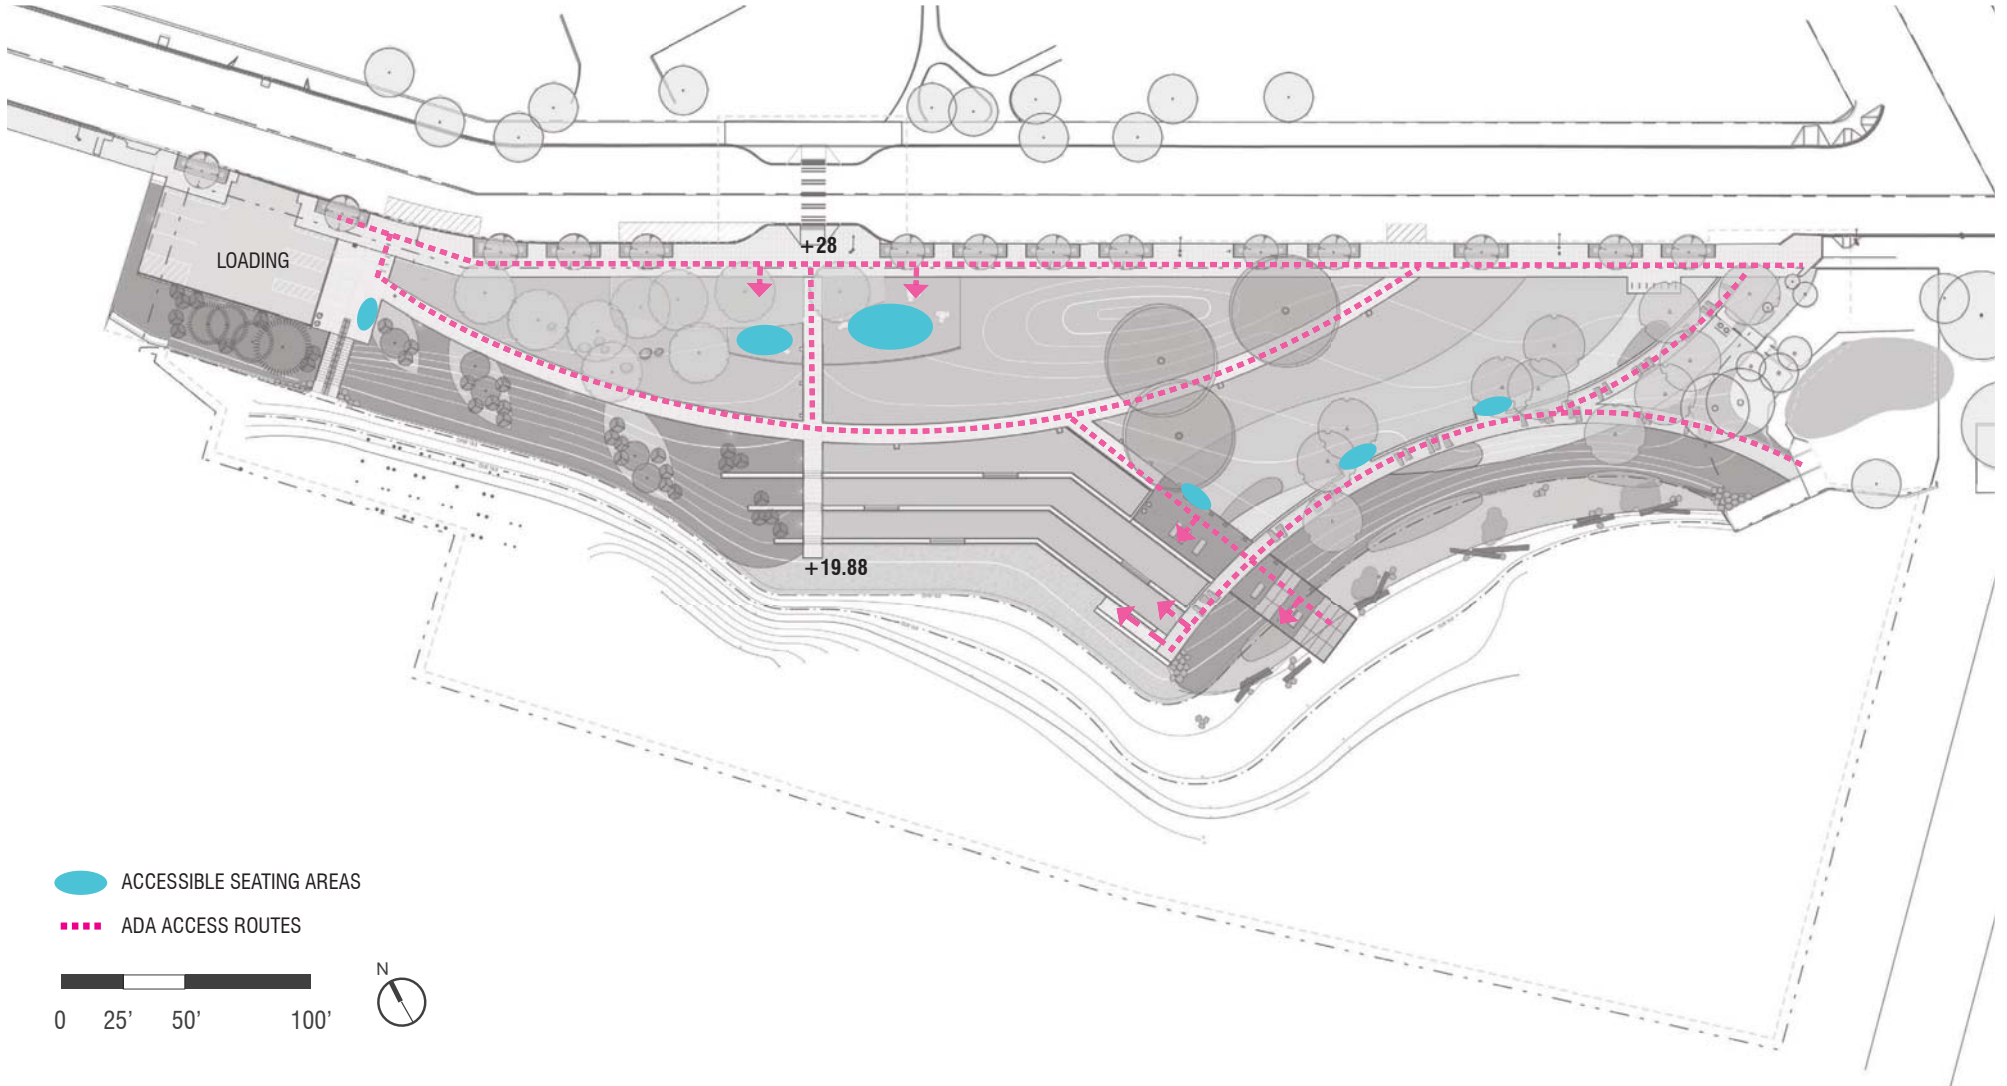 +28
LOADING
+19.88
ACCESSIBLE SEATING AREAS
ADA ACCESS ROUTES
N
0 25' 50' 100'